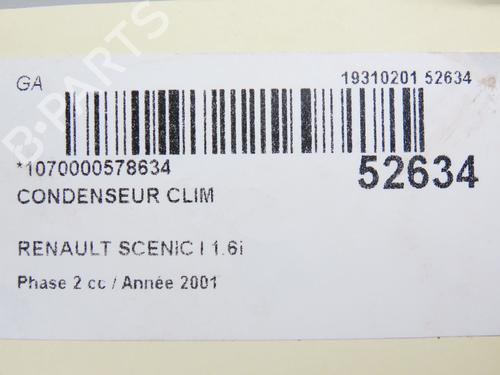 GA
19310201 52634
*1070000578634
52634
CONDENSEUR CLIM
RENAULT SCENIC I 1.6i
Phase 2 cc / Année 2001
B-PARTS